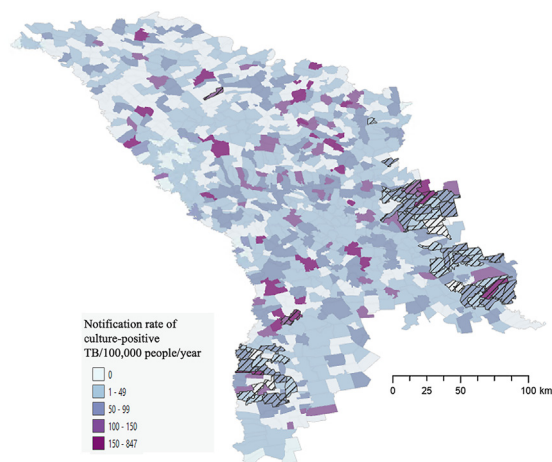 Notification rate of
culture-positive
TB/100,000 people/year
0
1 - 49
50 - 99
100 - 150
150 - 847
0 25 50 100 km